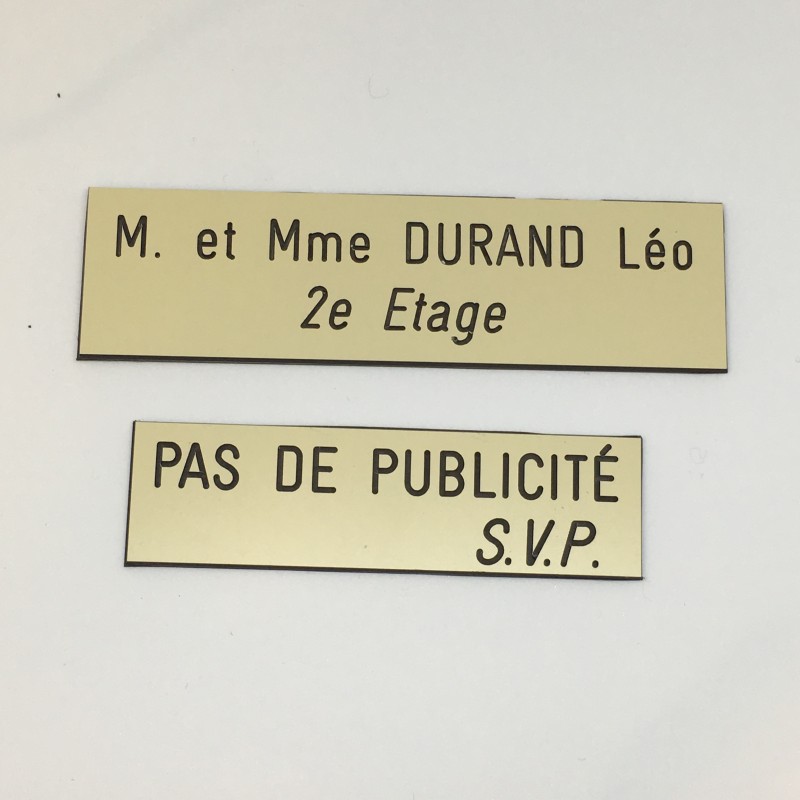 M. et Mme DURAND Léo
2e Etage
PAS DE PUBLICITÉ
S.V.P.